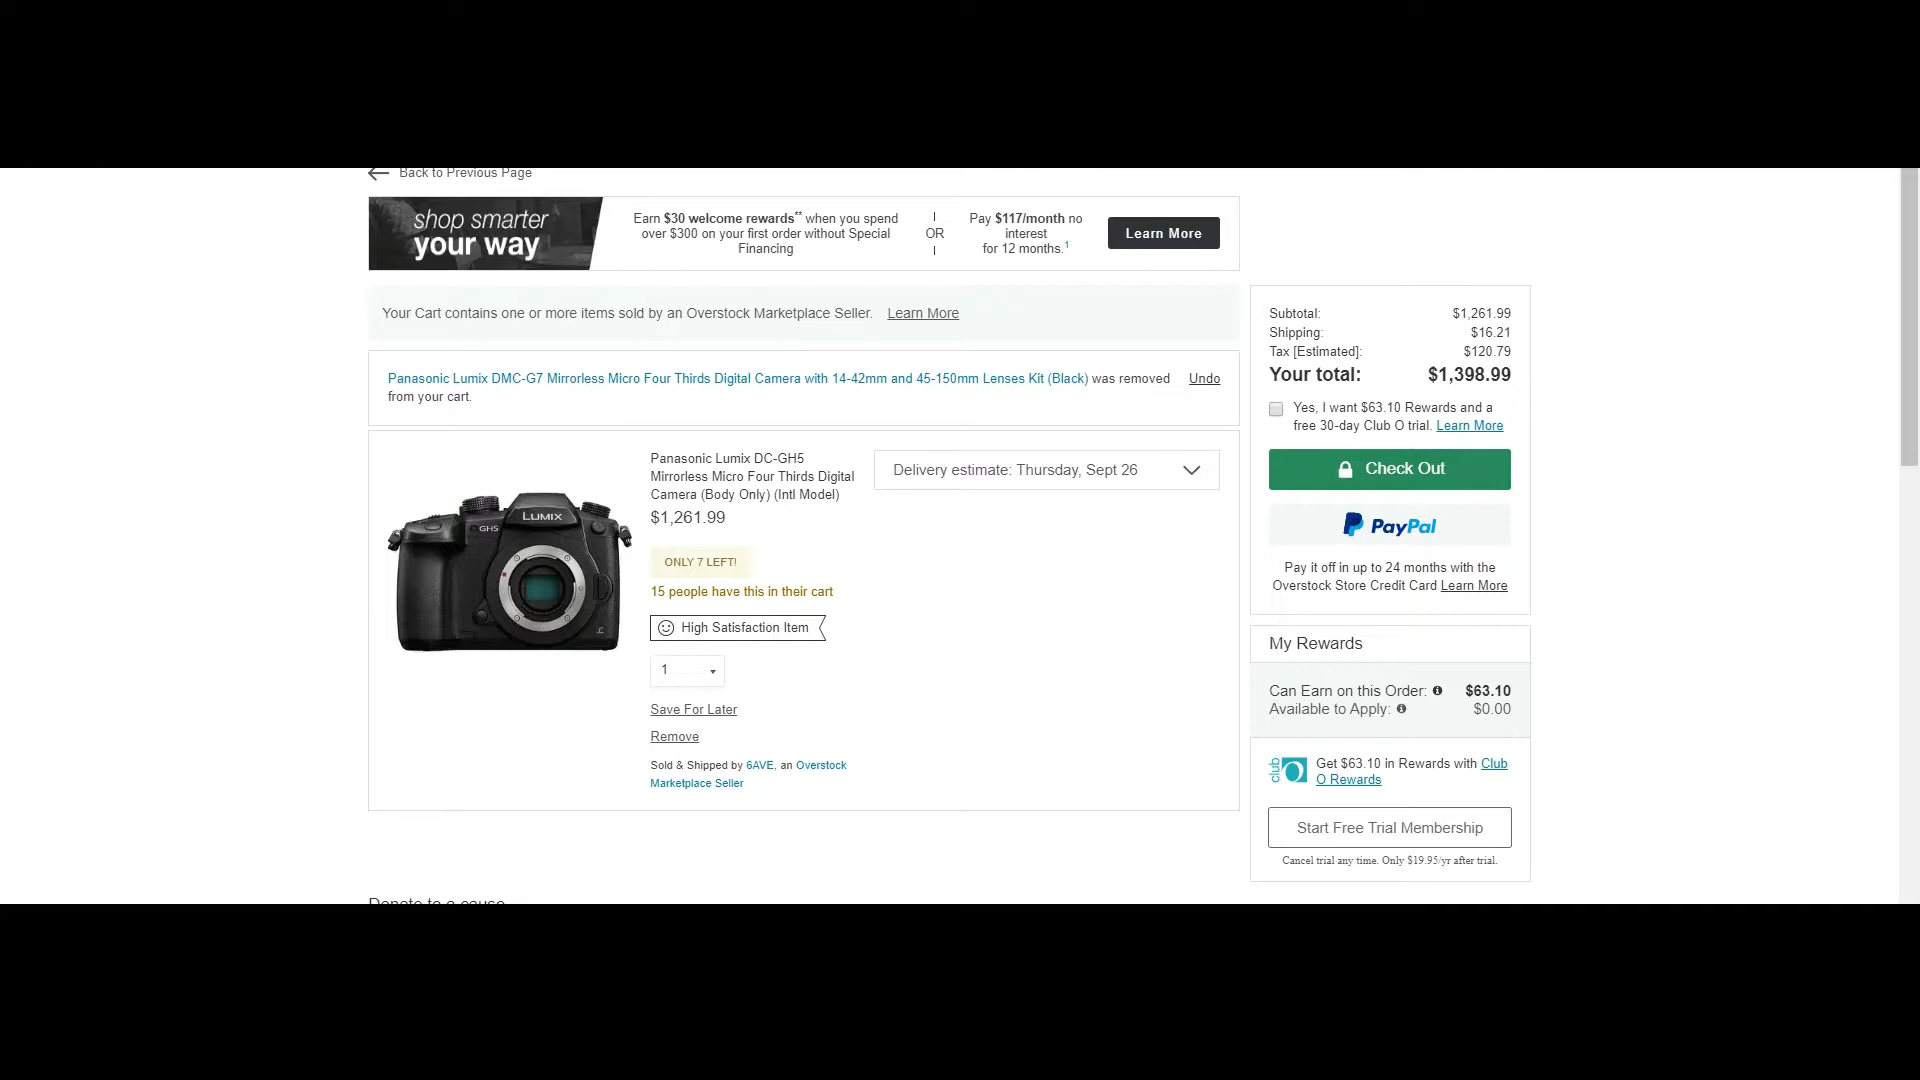 Back to Previous Page
shop smarter
your way
Earn $30 welcome rewards** when you spend
over $300 on your first order without Special
Financing
OR
Pay $117/month no
interest
for 12 months.1
Learn More
Your Cart contains one or more items sold by an Overstock Marketplace Seller. Learn More
Panasonic Lumix DMC-G7 Mirrorless Micro Four Thirds Digital Camera with 14-42mm and 45-150mm Lenses Kit (Black) was removed
from your cart.
Undo
LUMIX
GH5
Panasonic Lumix DC-GH5
Mirrorless Micro Four Thirds Digital
Camera (Body Only) (Intl Model)
$1,261.99
ONLY 7 LEFT!
15 people have this in their cart
High Satisfaction Item
1
Save For Later
Remove
Sold & Shipped by 6AVE, an Overstock
Marketplace Seller
Delivery estimate: Thursday, Sept 26
Subtotal: $1,261.99
Shipping: $16.21
Tax [Estimated]: $120.79
Your total: $1,398.99
Yes, I want $63.10 Rewards and a
free 30-day Club O trial. Learn More
Check Out
PayPal
Pay it off in up to 24 months with the
Overstock Store Credit Card Learn More
My Rewards
Can Earn on this Order: $63.10
Available to Apply: $0.00
club O
Get $63.10 in Rewards with Club
O Rewards
Start Free Trial Membership
Cancel trial any time. Only $19.95/yr after trial.
Donate to a cause